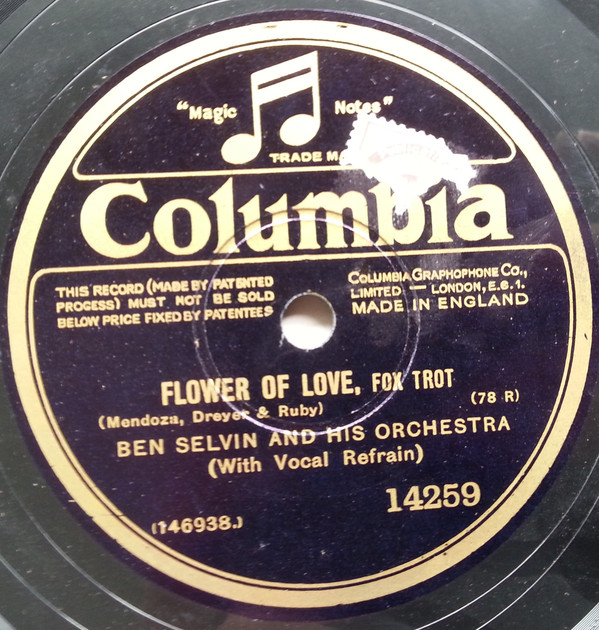 "Magic Notes"
TRADE
Columbia
THIS RECORD (MADE BY PATENTED
PROCESS) MUST NOT BE SOLD
BELOW PRICE FIXED BY PATENTEES
COLUMBIA GRAPHOPHONE CO.,
LIMITED — LONDON, E.C.1.
MADE IN ENGLAND
FLOWER OF LOVE, FOX TROT
(78 R)
(Mendoza, Dreyer & Ruby)
BEN SELVIN AND HIS ORCHESTRA
(With Vocal Refrain)
14259
(146938.)